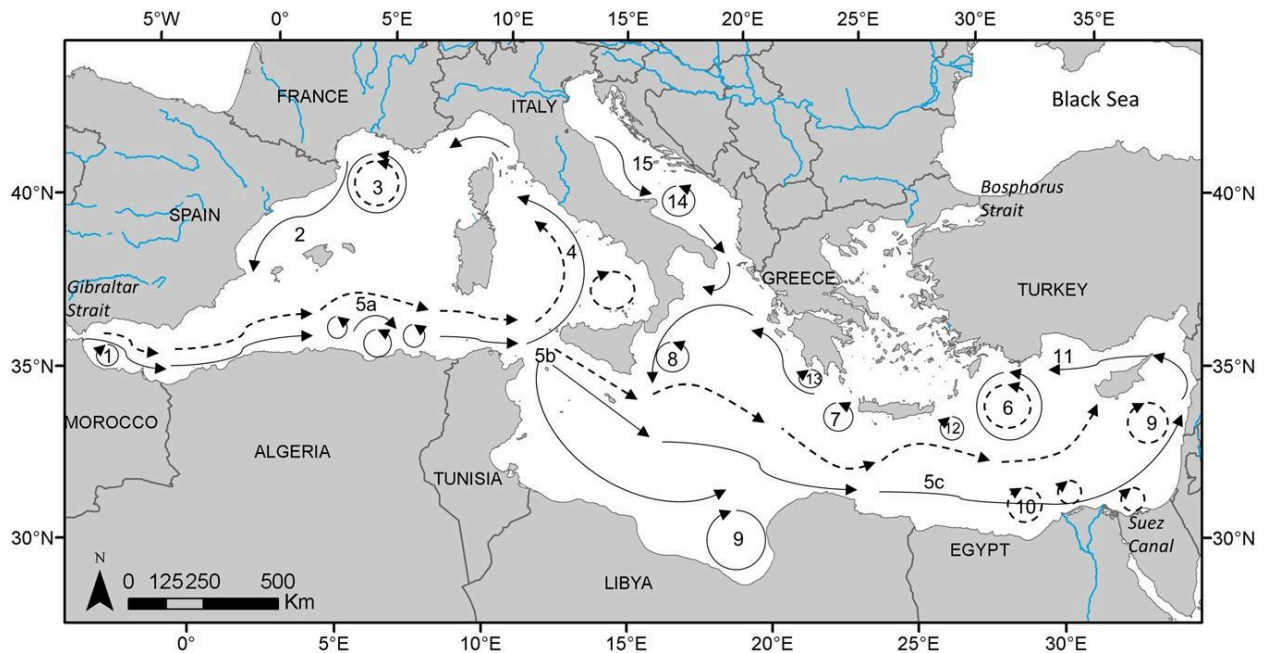 5°W 0° 5°E 10°E 15°E 20°E 25°E 30°E 35°E
FRANCE
ITALY
Black Sea
15
3
40°N
14
Bosphorus
Strait
40°N
SPAIN
2
4
GREECE
Gibraltar
Strait
TURKEY
5a
1
5b
8
11
35°N
13
35°N
6
7
12
9
MOROCCO
ALGERIA
TUNISIA
5c
10
9
Suez
Canal
30°N
EGYPT
30°N
N
LIBYA
0 125 250 500
Km
0° 5°E 10°E 15°E 20°E 25°E 30°E